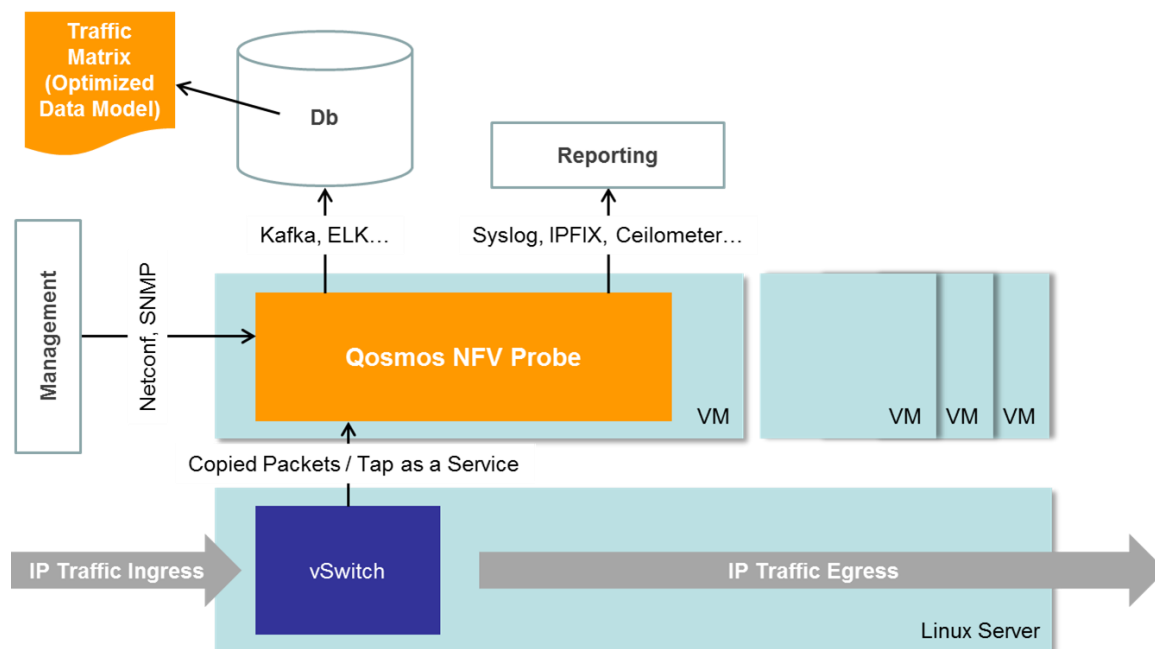 Traffic
Matrix
(Optimized
Data Model)
Db
Reporting
Kafka, ELK…
Syslog, IPFIX, Ceilometer…
Management
Netconf, SNMP
Qosmos NFV Probe
VM
VM
VM
VM
Copied Packets / Tap as a Service
IP Traffic Ingress
vSwitch
IP Traffic Egress
Linux Server